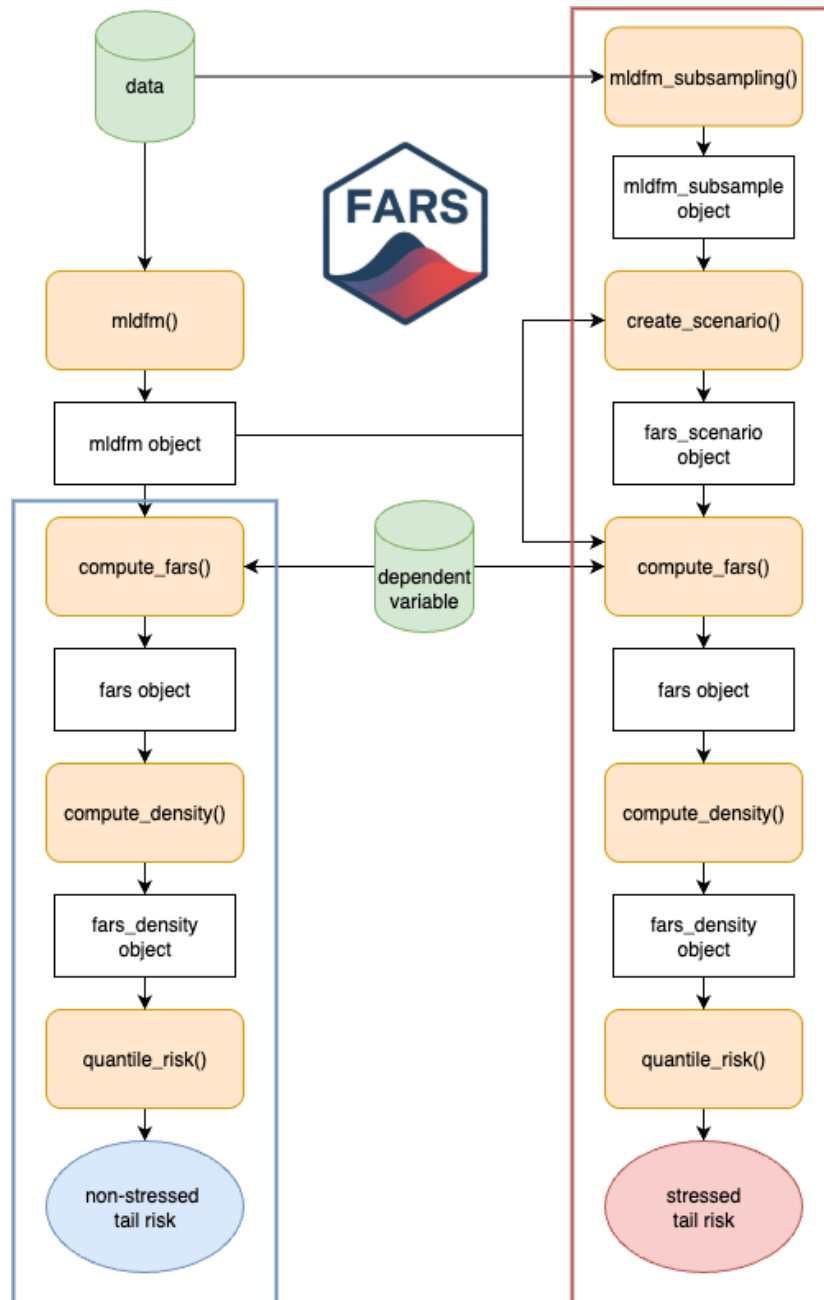 data
mldfm_subsampling()
mldfm_subsample
object
FARS
mldfm()
create_scenario()
mldfm object
fars_scenario
object
compute_fars()
dependent
variable
compute_fars()
fars object
fars object
compute_density()
compute_density()
fars_density
object
fars_density
object
quantile_risk()
quantile_risk()
non-stressed
tail risk
stressed
tail risk